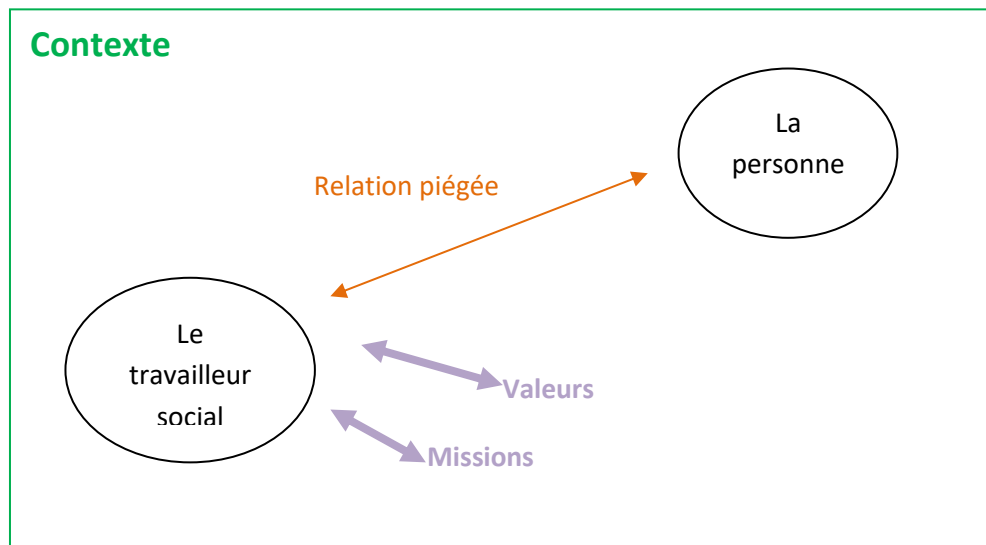 Contexte
La
personne
Relation piégée
Le
travailleur
social
Valeurs
Missions